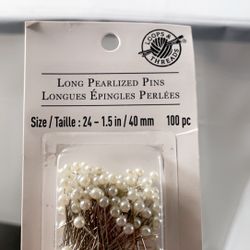 LOOPS &
THREADS
LONG PEARLIZED PINS
LONGUES ÉPINGLES PERLÉES
Size / Taille : 24 – 1.5 in / 40 mm 100 pc